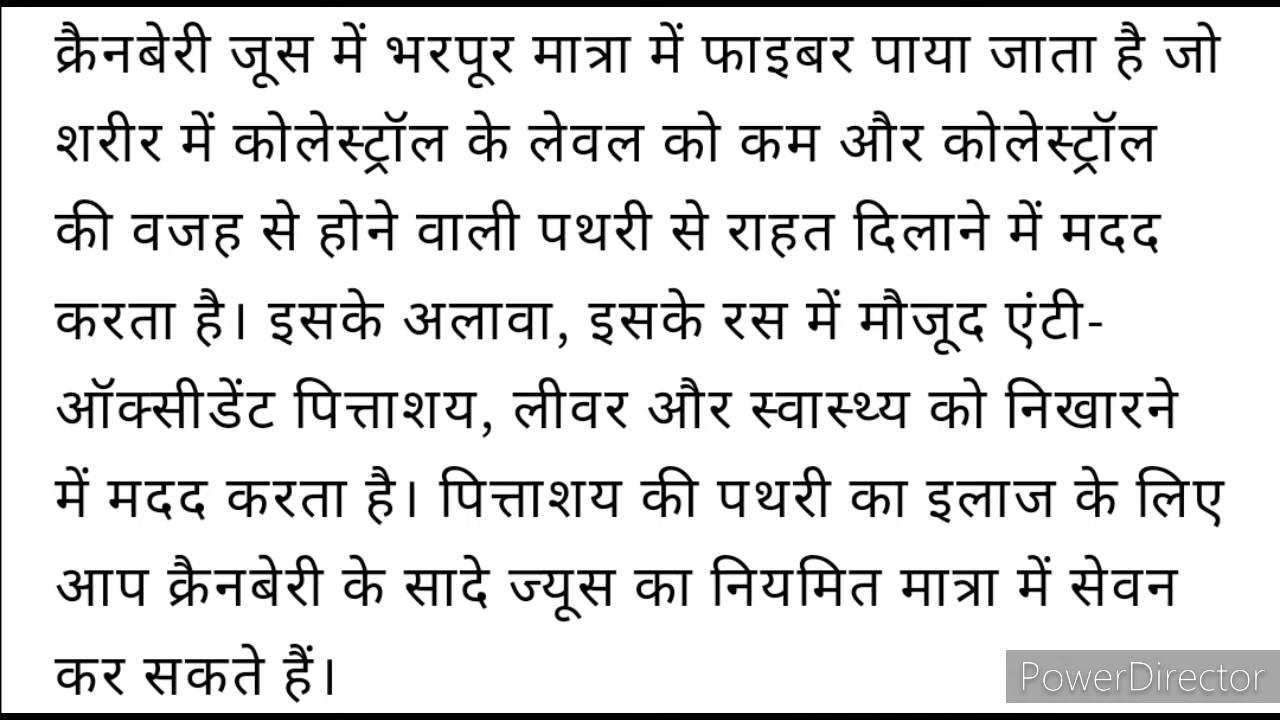 क्रैनबेरी जूस में भरपूर मात्रा में फाइबर पाया जाता है जो
शरीर में कोलेस्ट्रॉल के लेवल को कम और कोलेस्ट्रॉल
की वजह से होने वाली पथरी से राहत दिलाने में मदद
करता है। इसके अलावा, इसके रस में मौजूद एंटी-
ऑक्सीडेंट पित्ताशय, लीवर और स्वास्थ्य को निखारने
में मदद करता है। पित्ताशय की पथरी का इलाज के लिए
आप क्रैनबेरी के सादे ज्यूस का नियमित मात्रा में सेवन
कर सकते हैं।
PowerDirector